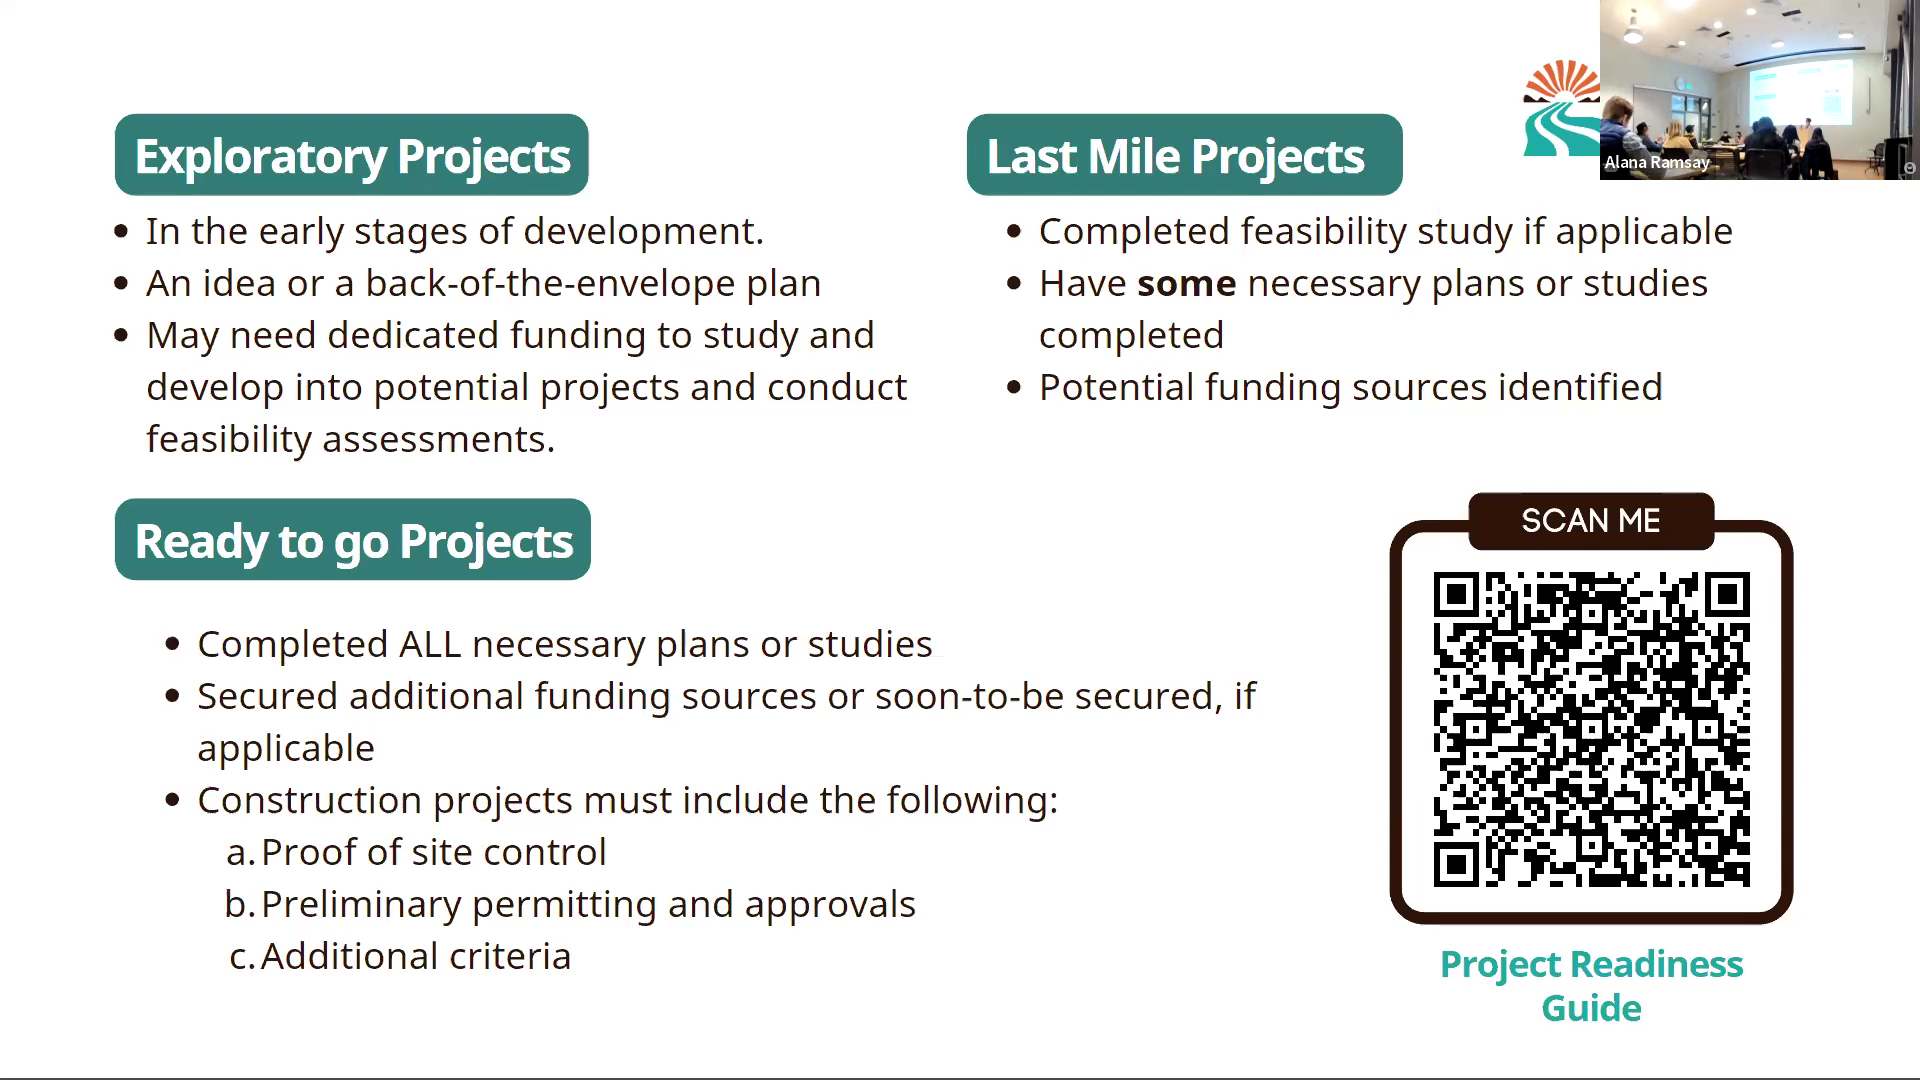 Exploratory Projects
In the early stages of development.
An idea or a back-of-the-envelope plan
May need dedicated funding to study and
develop into potential projects and conduct
feasibility assessments.
Last Mile Projects
Completed feasibility study if applicable
Have some necessary plans or studies
completed
Potential funding sources identified
Alana Ramsay
Ready to go Projects
Completed ALL necessary plans or studies
Secured additional funding sources or soon-to-be secured, if
applicable
Construction projects must include the following:
a. Proof of site control
b. Preliminary permitting and approvals
c. Additional criteria
SCAN ME
Project Readiness
Guide